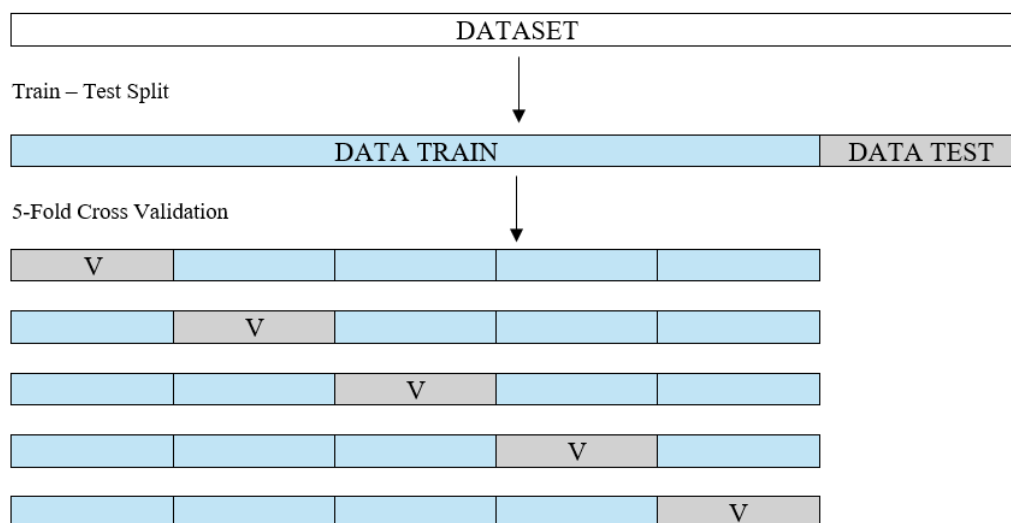 DATASET
Train – Test Split
DATA TRAIN DATA TEST
5-Fold Cross Validation
V
V
V
V
V